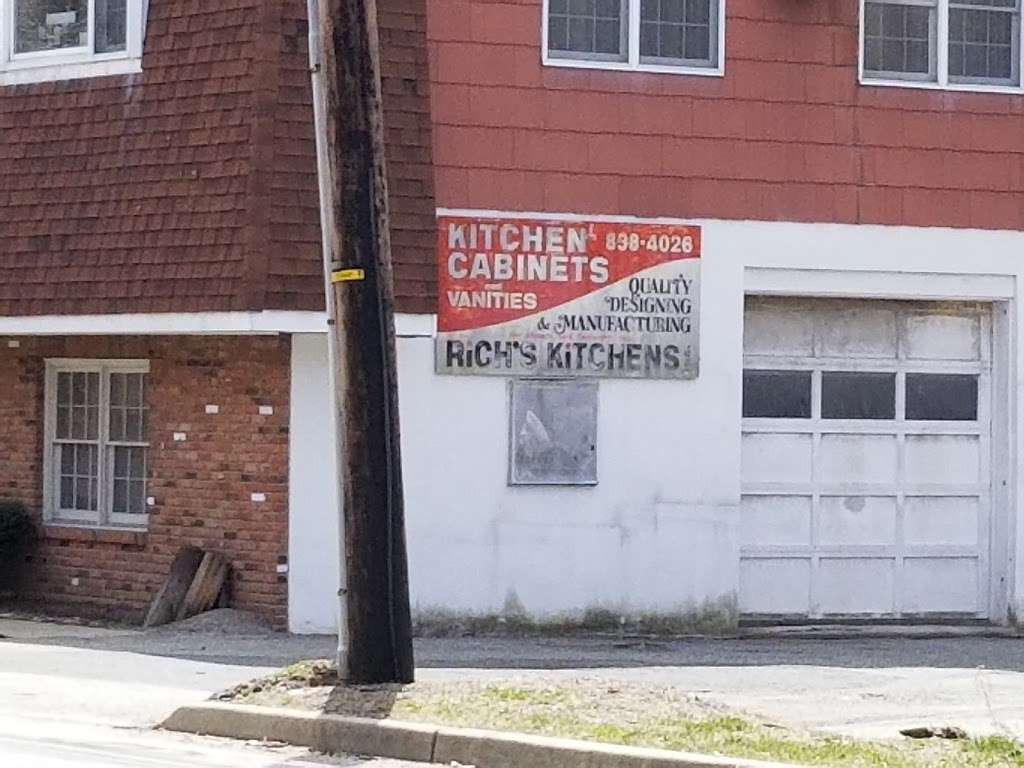 KITCHEN 838-4026
CABINETS
VANITIES
QUALITY
DESIGNING
& MANUFACTURING
RiCH'S KiTCHENS